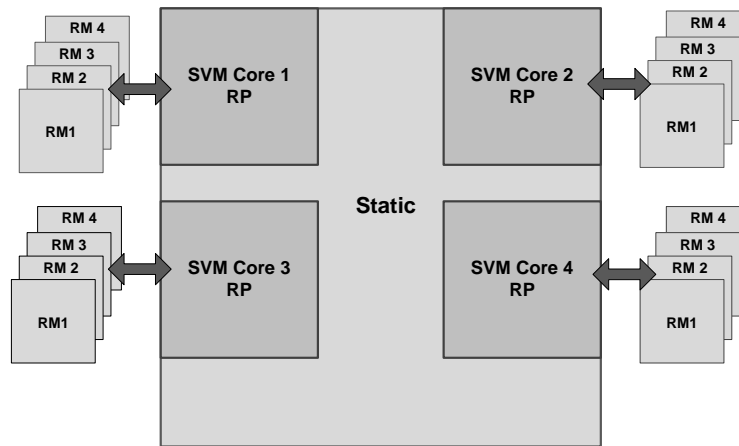 RM 4
RM 3
RM 2
RM1
SVM Core 1
RP
SVM Core 2
RP
RM 4
RM 3
RM 2
RM1
Static
RM 4
RM 3
RM 2
RM1
SVM Core 3
RP
SVM Core 4
RP
RM 4
RM 3
RM 2
RM1